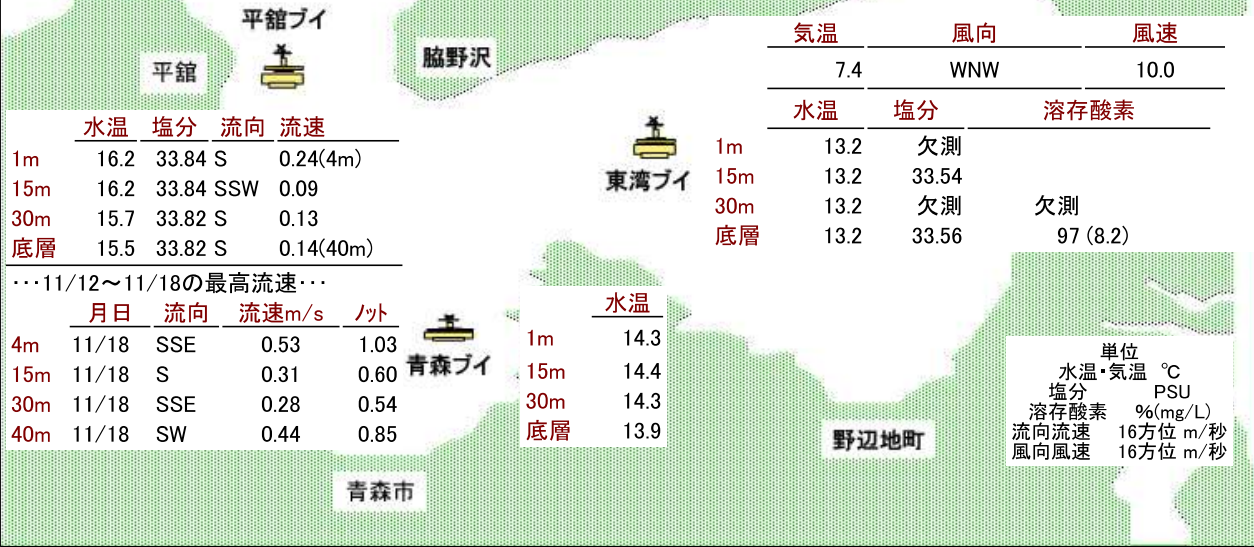 平舘ブイ
平舘
脇野沢
水温 塩分 流向 流速
1m 16.2 33.84 S 0.24(4m)
15m 16.2 33.84 SSW 0.09
30m 15.7 33.82 S 0.13
底層 15.5 33.82 S 0.14(40m)
･･･11/12～11/18の最高流速･･･
月日 流向 流速m/s ﾉｯﾄ
4m 11/18 SSE 0.53 1.03
15m 11/18 S 0.31 0.60
30m 11/18 SSE 0.28 0.54
40m 11/18 SW 0.44 0.85
気温 風向 風速
7.4 WNW 10.0
東湾ブイ
水温 塩分 溶存酸素
1m 13.2 欠測
15m 13.2 33.54
30m 13.2 欠測 欠測
底層 13.2 33.56 97 (8.2)
青森ブイ
水温
1m 14.3
15m 14.4
30m 14.3
底層 13.9
単位
水温･気温 ℃
塩分 PSU
溶存酸素 %(mg/L)
流向流速 16方位 m/秒
風向風速 16方位 m/秒
野辺地町
青森市